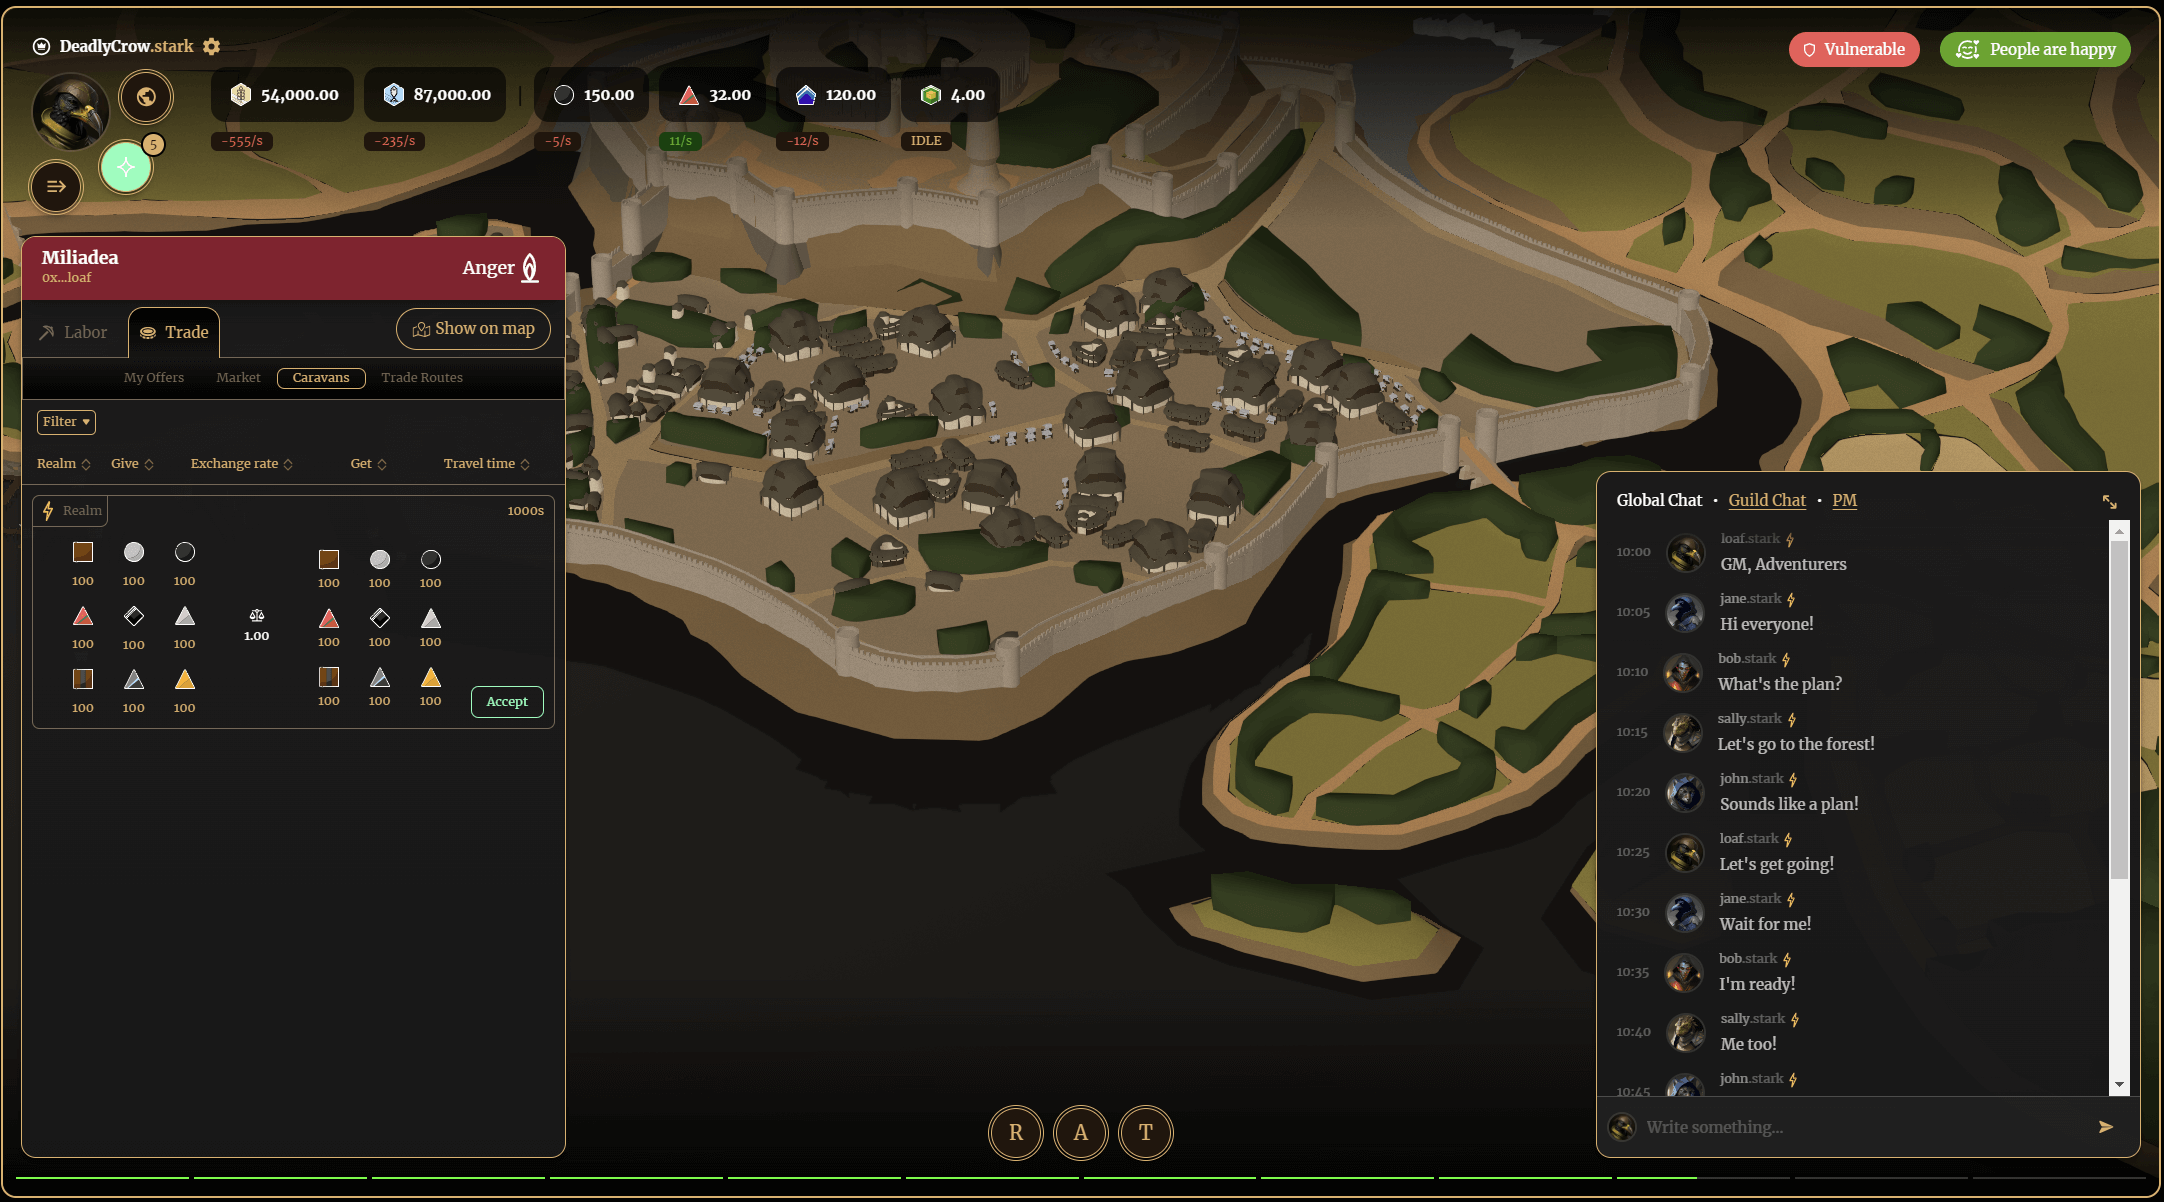 DeadlyCrow.stark
Vulnerable
People are happy
54,000.00
87,000.00
150.00
32.00
120.00
4.00
5
-555/s
-235/s
-5/s
11/s
-12/s
IDLE
Miliadea
0x...loaf
Anger
Labor
Trade
Show on map
My Offers
Market
Caravans
Trade Routes
Filter
Realm
Give
Exchange rate
Get
Travel time
Realm
1000s
100 100 100
100 100 100
100 100 100
100 100 100
1.00
100 100 100
100 100 100
Accept
Global Chat • Guild Chat • PM
loaf.stark
10:00
GM, Adventurers
jane.stark
10:05
Hi everyone!
bob.stark
10:10
What's the plan?
sally.stark
10:15
Let's go to the forest!
john.stark
10:20
Sounds like a plan!
loaf.stark
10:25
Let's get going!
jane.stark
10:30
Wait for me!
bob.stark
10:35
I'm ready!
sally.stark
10:40
Me too!
john.stark
10:45
Write something...
R
A
T